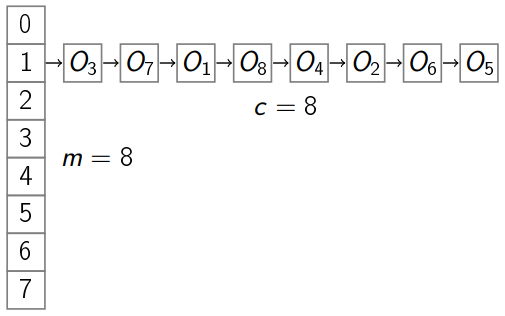 0
1 → O₃ → O₇ → O₁ → O₈ → O₄ → O₂ → O₆ → O₅
2
c = 8
3
m = 8
4
5
6
7